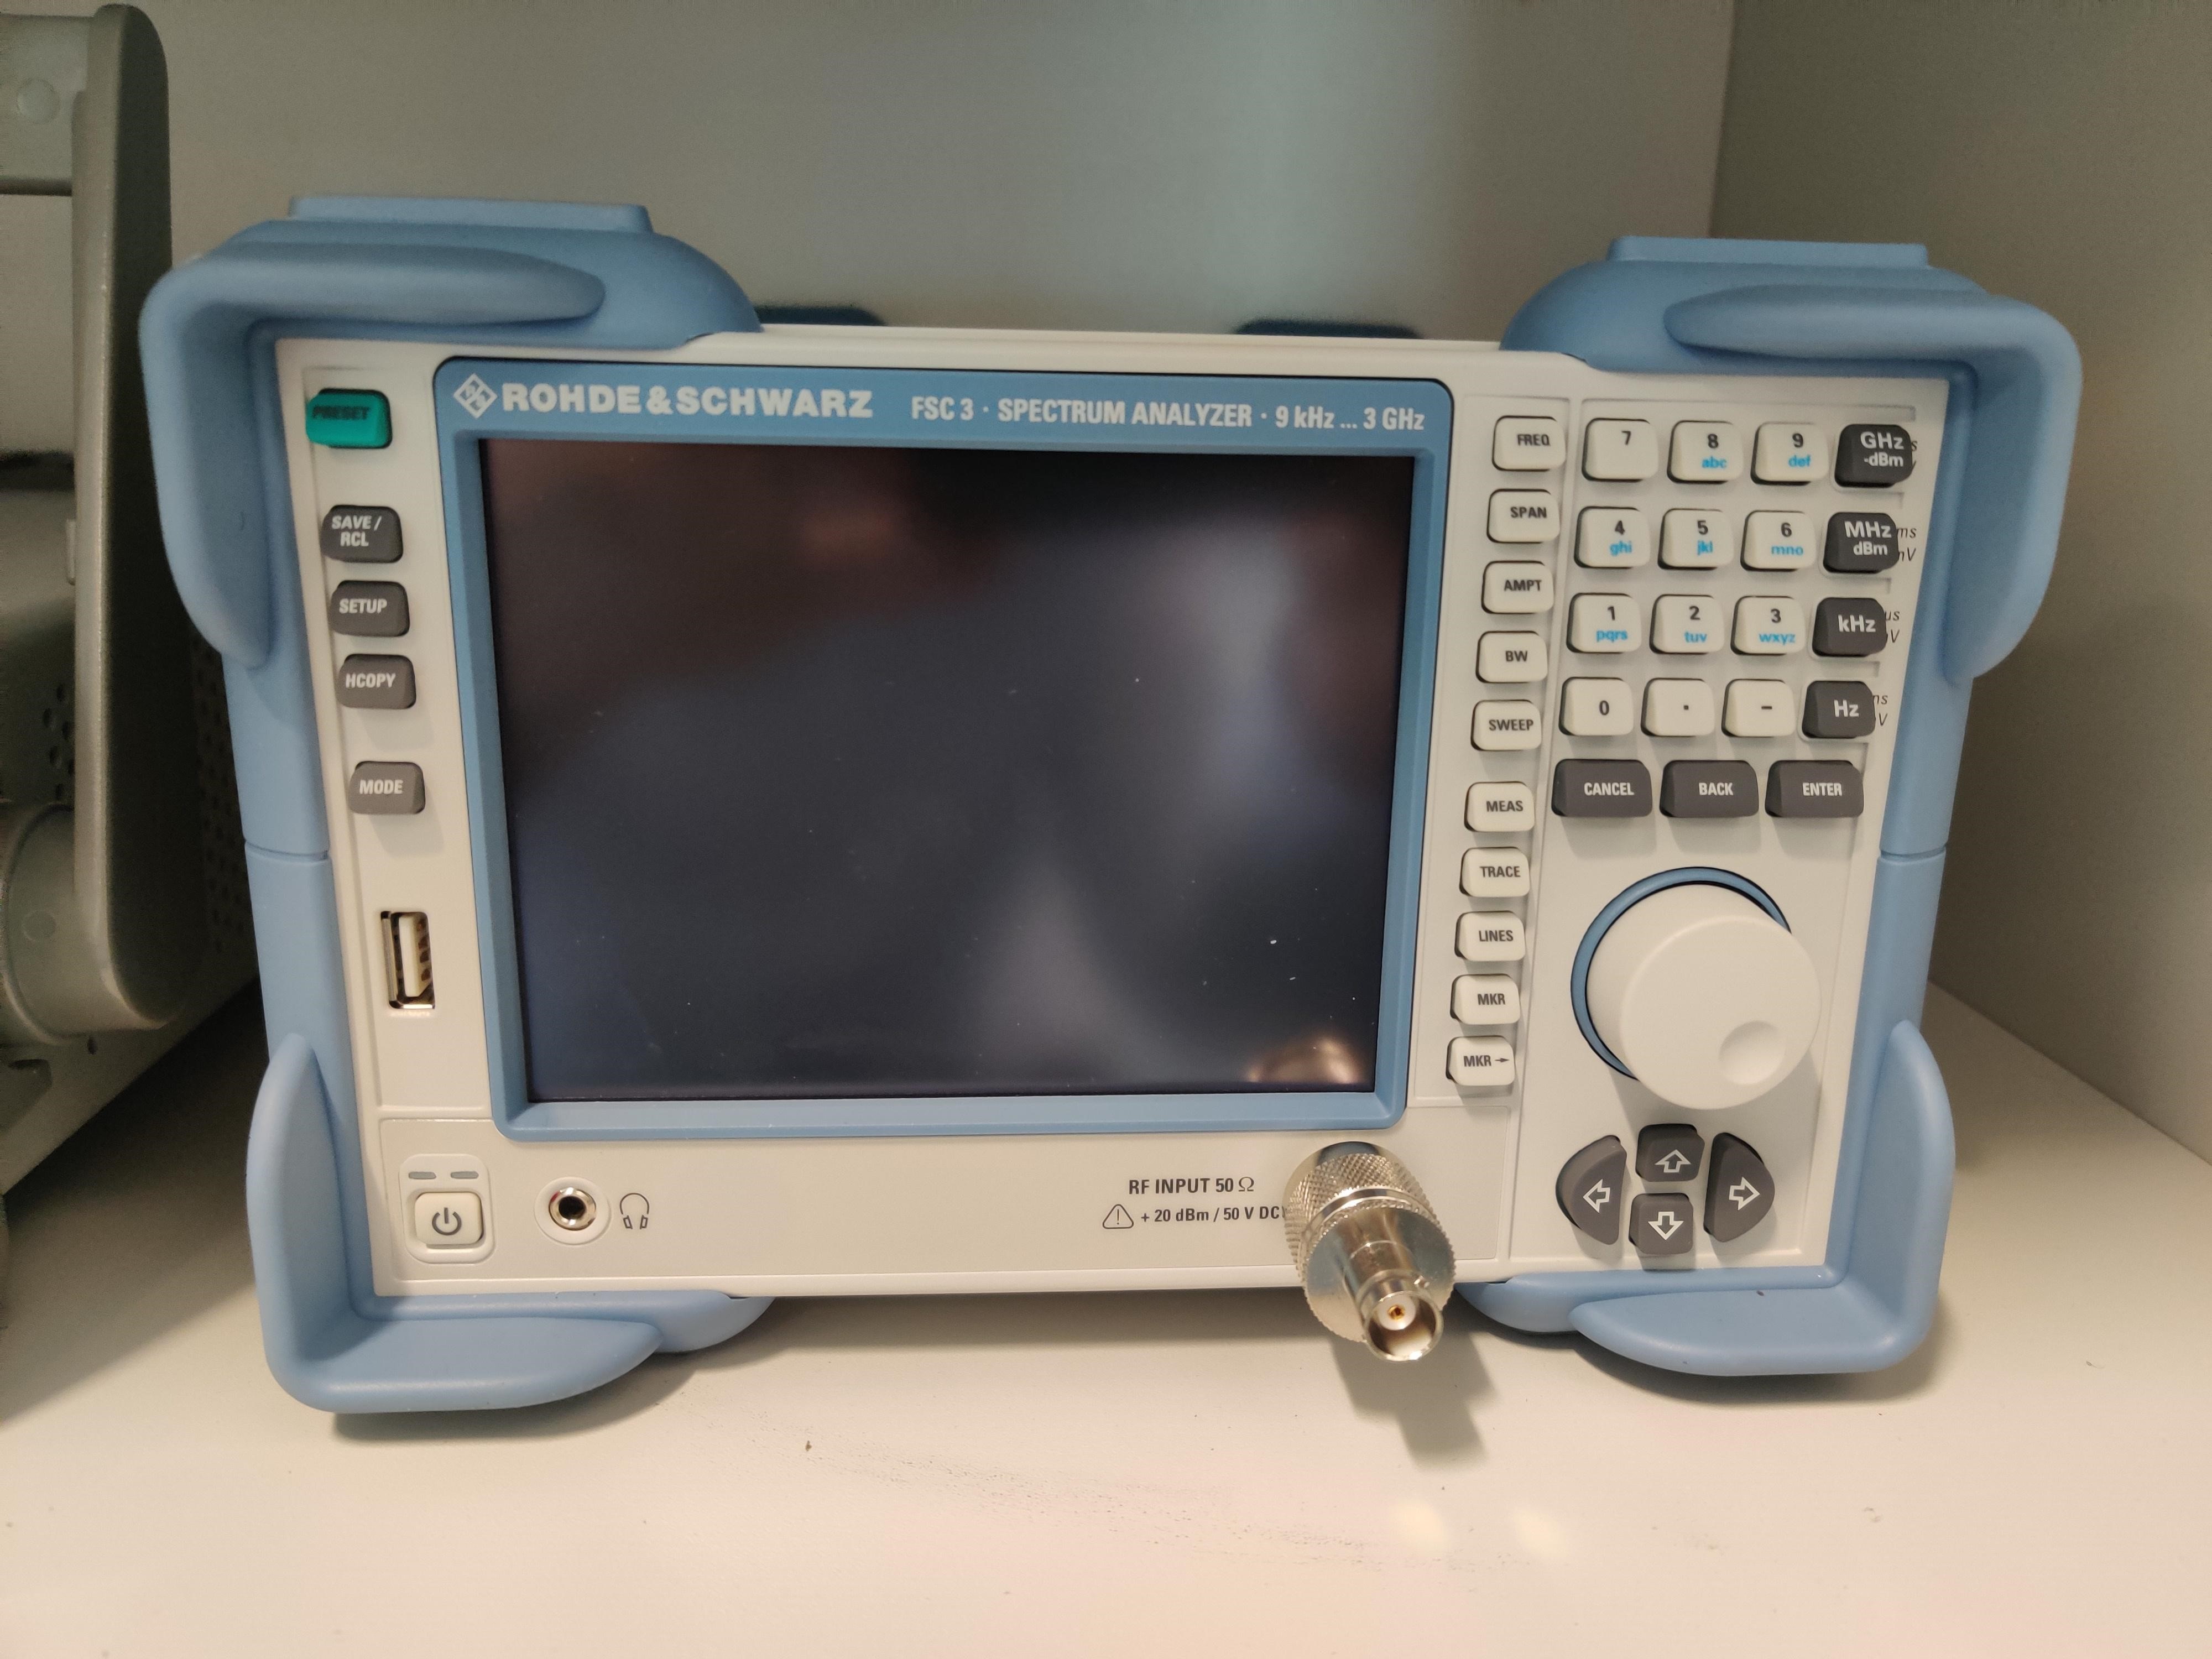 ROHDE&SCHWARZ FSC 3 · SPECTRUM ANALYZER · 9 kHz ... 3 GHz
PRESET
SAVE /
RCL
SETUP
HCOPY
MODE
FREQ
SPAN
AMPT
BW
SWEEP
MEAS
TRACE
LINES
MKR
MKR→
7
8
abc
9
def
GHz
-dBm
4
ghi
5
jkl
6
mno
MHz
dBm
ms
1
pqrs
2
tuv
3
wxyz
kHz
0
.
−
Hz
CANCEL
BACK
ENTER
RF INPUT 50 Ω
+ 20 dBm / 50 V DC